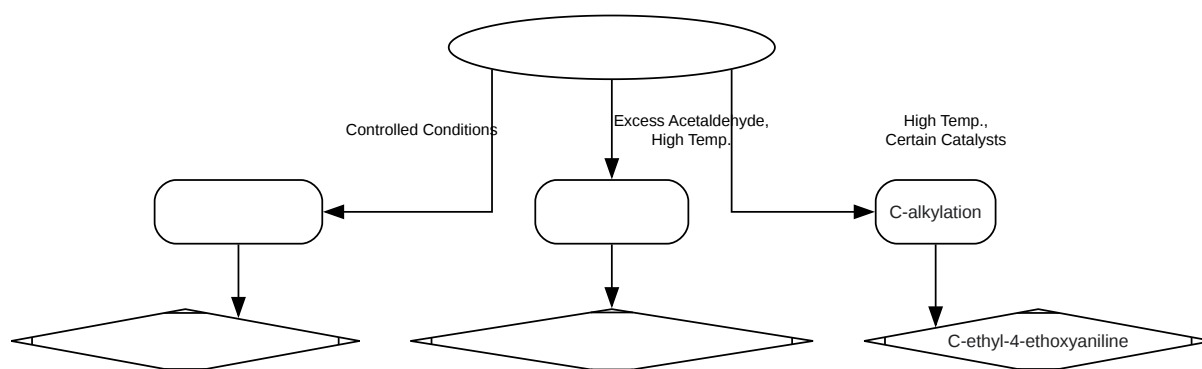 Controlled Conditions
Excess Acetaldehyde,
High Temp.
High Temp.,
Certain Catalysts
C-alkylation
C-ethyl-4-ethoxyaniline